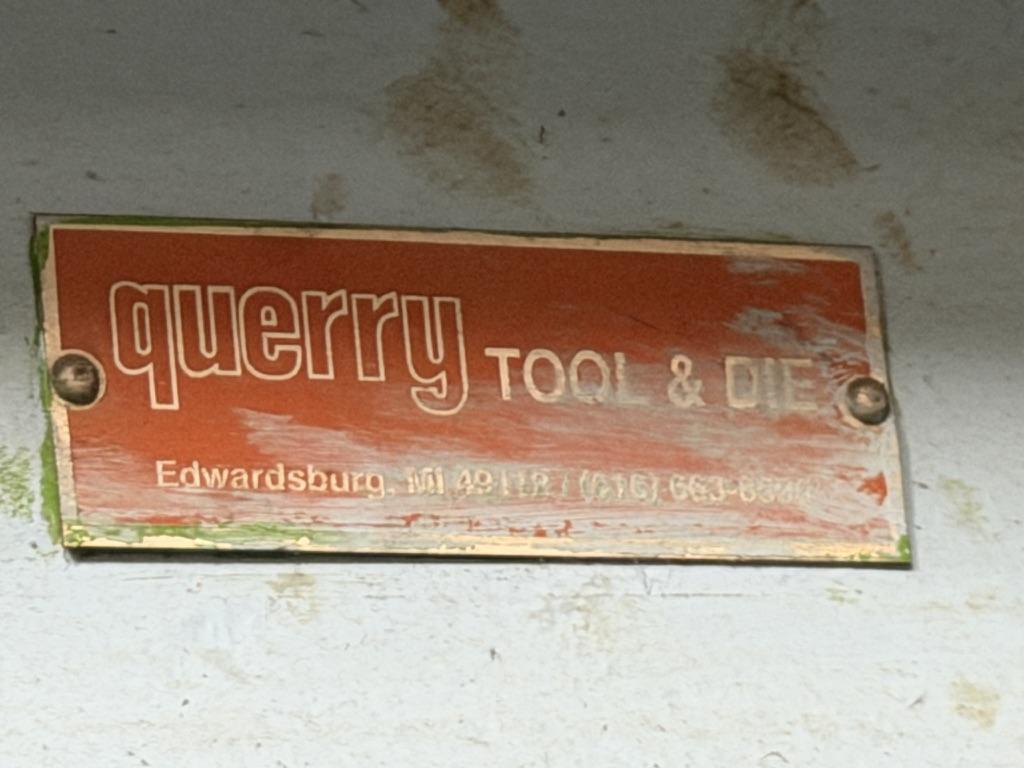 querry TOOL & DIE
Edwardsburg, MI 49112 / (616) 663-